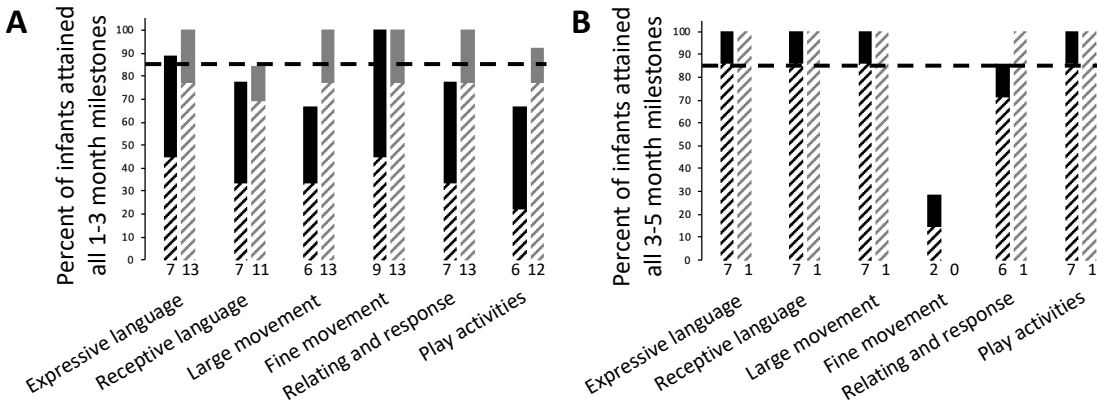 A
Percent of infants attained
all 1-3 month milestones
100
90
80
70
60
50
40
30
20
10
0
7 13 7 11 6 13 9 13 7 13 6 12
Expressive language
Receptive language
Large movement
Fine movement
Relating and response
Play activities
B
Percent of infants attained
all 3-5 month milestones
100
90
80
70
60
50
40
30
20
10
0
7 1 7 1 7 1 2 0 6 1 7 1
Expressive language
Receptive language
Large movement
Fine movement
Relating and response
Play activities